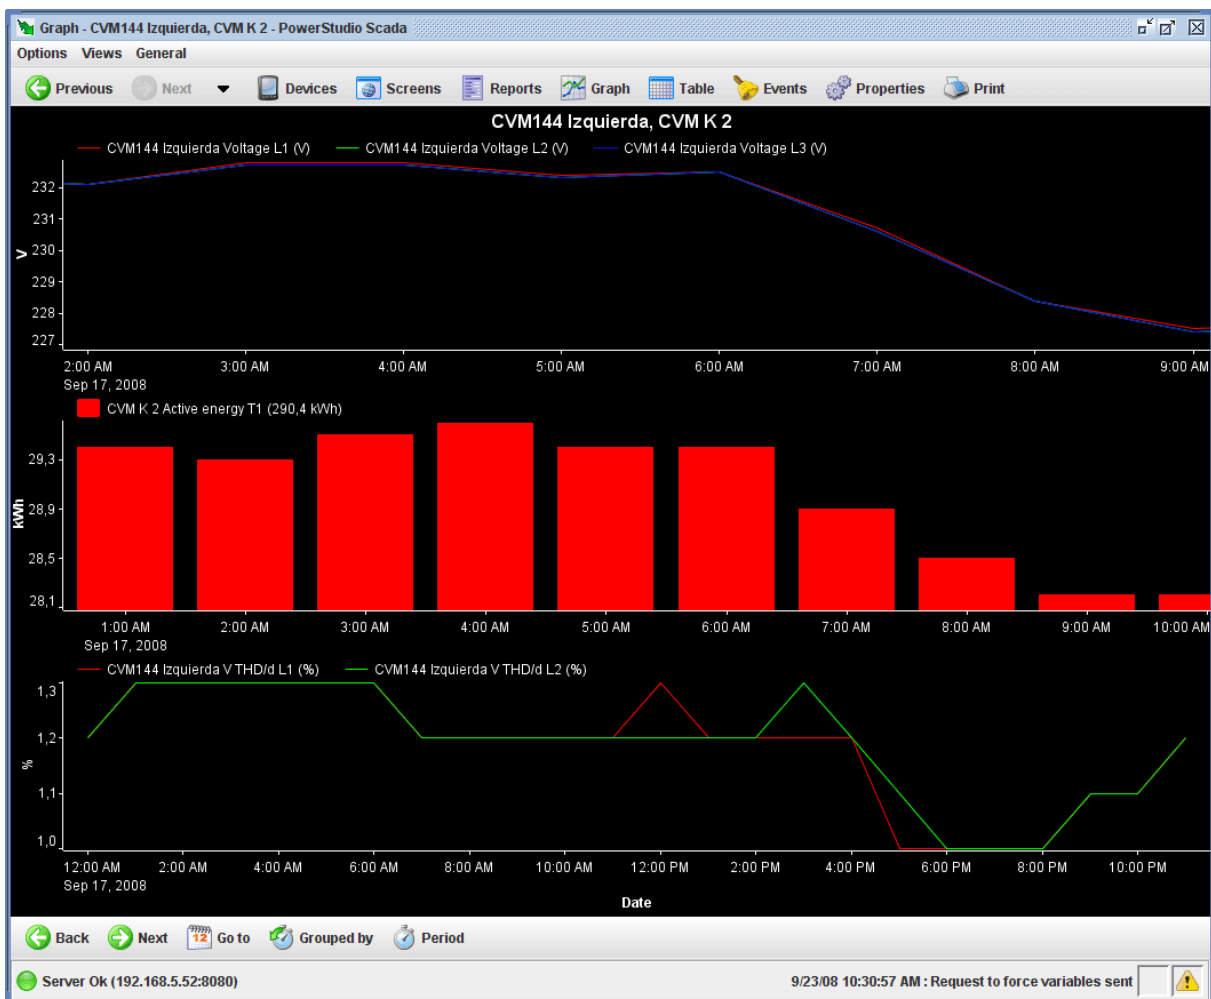 Graph - CVM144 Izquierda, CVM K 2 - PowerStudio Scada
Options Views General
Previous Next Devices Screens Reports Graph Table Events Properties Print
CVM144 Izquierda, CVM K 2
CVM144 Izquierda Voltage L1 (V) CVM144 Izquierda Voltage L2 (V) CVM144 Izquierda Voltage L3 (V)
232
231
230
229
228
227
V
2:00 AM 3:00 AM 4:00 AM 5:00 AM 6:00 AM 7:00 AM 8:00 AM 9:00 AM
Sep 17, 2008
CVM K 2 Active energy T1 (290,4 kWh)
29,3
28,9
28,5
28,1
kWh
1:00 AM 2:00 AM 3:00 AM 4:00 AM 5:00 AM 6:00 AM 7:00 AM 8:00 AM 9:00 AM 10:00 AM
Sep 17, 2008
CVM144 Izquierda V THD/d L1 (%) CVM144 Izquierda V THD/d L2 (%)
1,3
1,2
1,1
1,0
%
12:00 AM 2:00 AM 4:00 AM 6:00 AM 8:00 AM 10:00 AM 12:00 PM 2:00 PM 4:00 PM 6:00 PM 8:00 PM 10:00 PM
Sep 17, 2008
Date
Back Next 12 Go to Grouped by Period
Server Ok (192.168.5.52:8080) 9/23/08 10:30:57 AM : Request to force variables sent